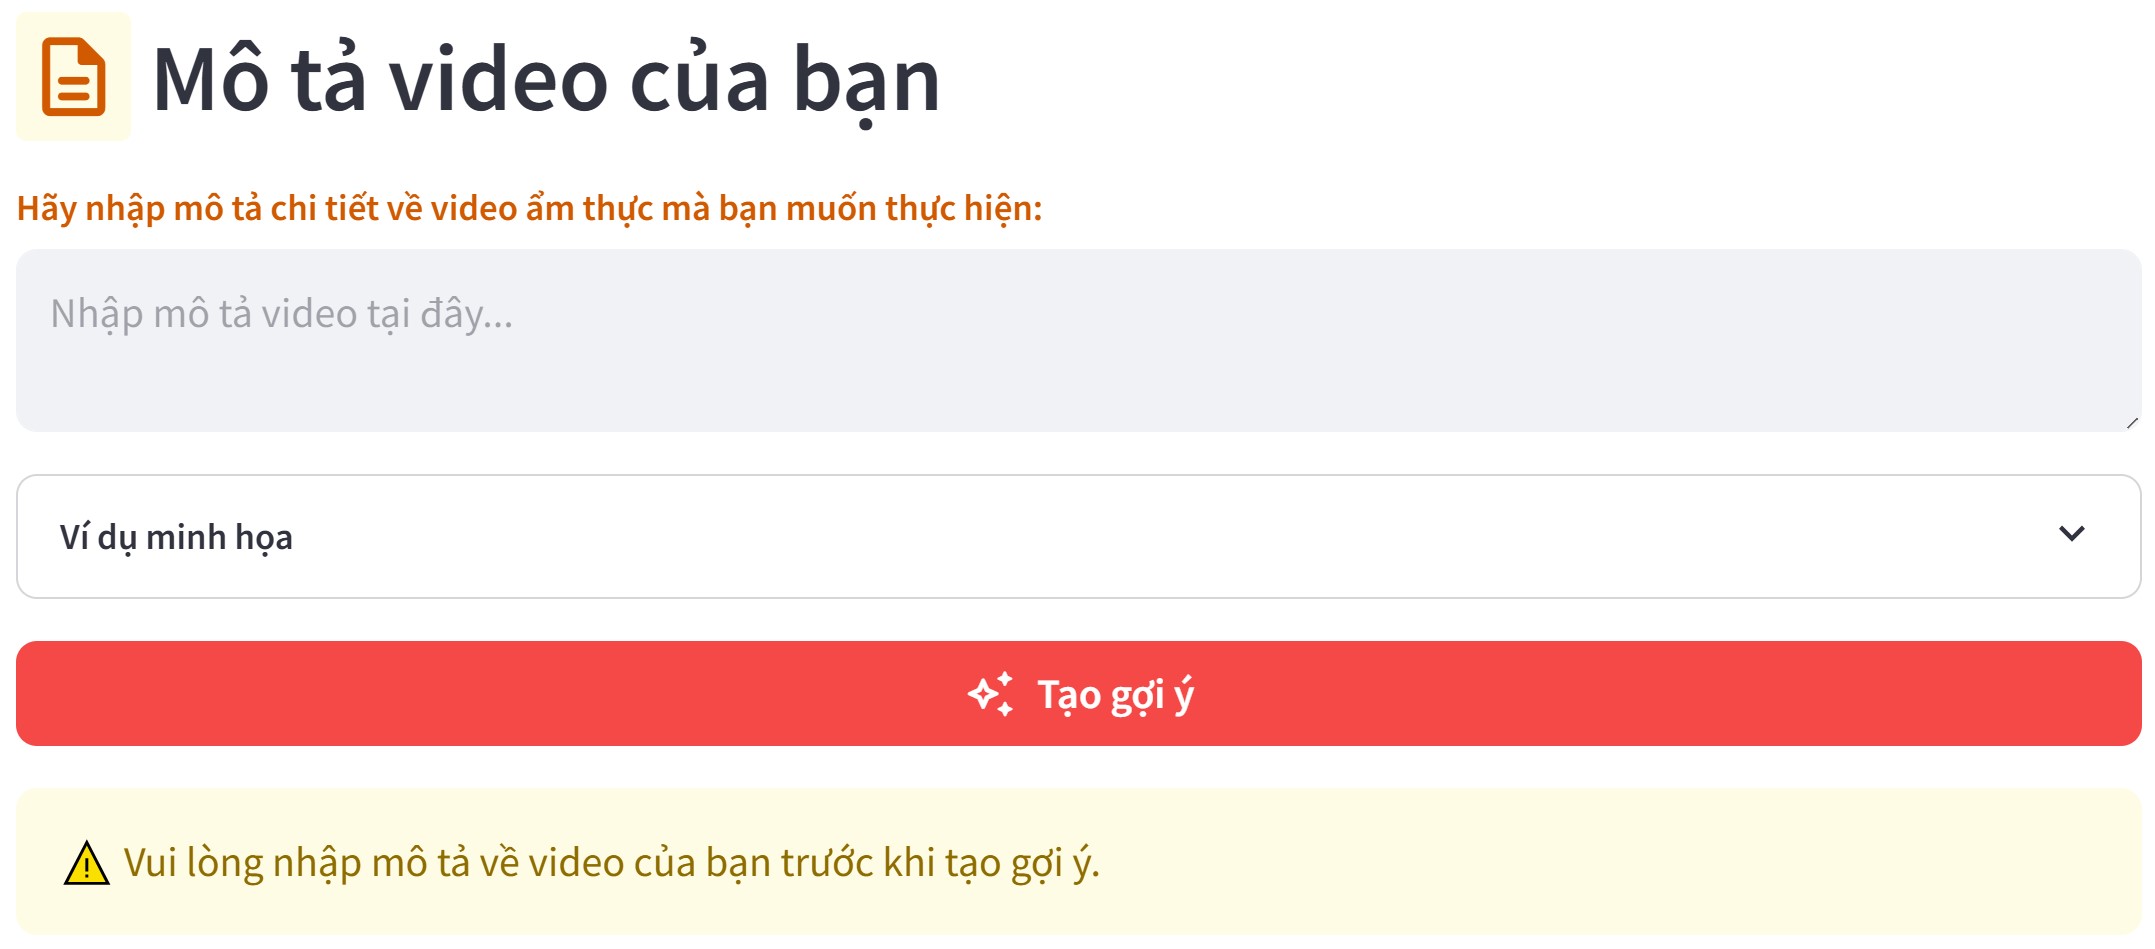 Mô tả video của bạn
Hãy nhập mô tả chi tiết về video ẩm thực mà bạn muốn thực hiện:
Nhập mô tả video tại đây...
Ví dụ minh họa
Tạo gợi ý
Vui lòng nhập mô tả về video của bạn trước khi tạo gợi ý.